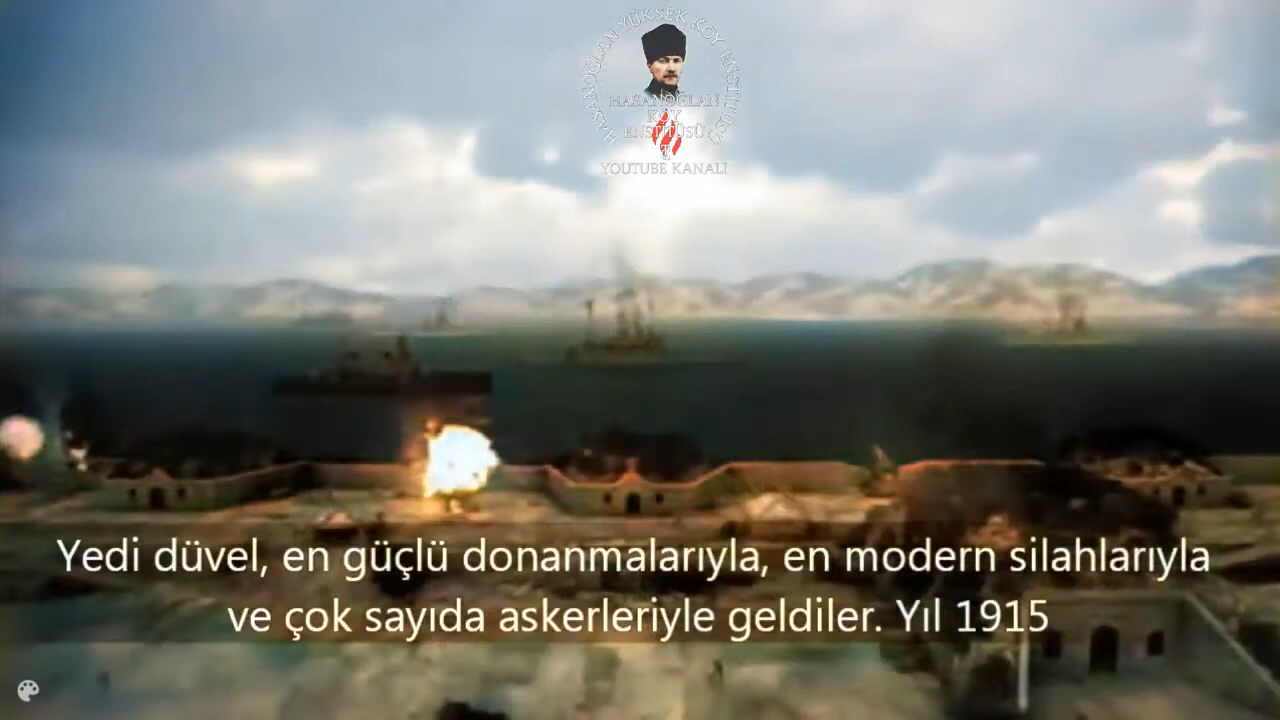 HASANOĞLAN YÜKSEK KÖY ENSTİTÜSÜ
HASANOĞLAN
KÖY
ENSTİTÜSÜ
YOUTUBE KANALI
Yedi düvel, en güçlü donanmalarıyla, en modern silahlarıyla
ve çok sayıda askerleriyle geldiler. Yıl 1915